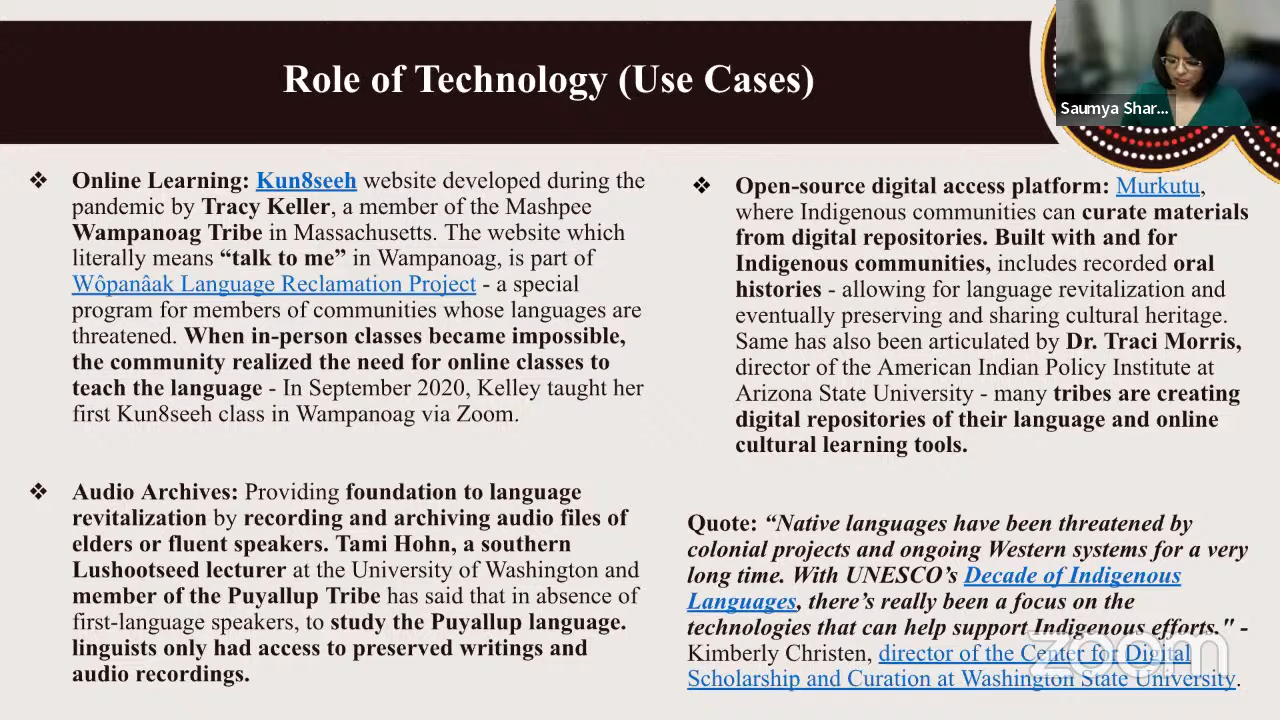 Role of Technology (Use Cases)
Saumya Shar...
❖ Online Learning: Kun8seeh website developed during the
pandemic by Tracy Keller, a member of the Mashpee
Wampanoag Tribe in Massachusetts. The website which
literally means “talk to me” in Wampanoag, is part of
Wôpanâak Language Reclamation Project - a special
program for members of communities whose languages are
threatened. When in-person classes became impossible,
the community realized the need for online classes to
teach the language - In September 2020, Kelley taught her
first Kun8seeh class in Wampanoag via Zoom.
❖ Audio Archives: Providing foundation to language
revitalization by recording and archiving audio files of
elders or fluent speakers. Tami Hohn, a southern
Lushootseed lecturer at the University of Washington and
member of the Puyallup Tribe has said that in absence of
first-language speakers, to study the Puyallup language.
linguists only had access to preserved writings and
audio recordings.
❖ Open-source digital access platform: Murkutu,
where Indigenous communities can curate materials
from digital repositories. Built with and for
Indigenous communities, includes recorded oral
histories - allowing for language revitalization and
eventually preserving and sharing cultural heritage.
Same has also been articulated by Dr. Traci Morris,
director of the American Indian Policy Institute at
Arizona State University - many tribes are creating
digital repositories of their language and online
cultural learning tools.
Quote: “Native languages have been threatened by
colonial projects and ongoing Western systems for a very
long time. With UNESCO’s Decade of Indigenous
Languages, there’s really been a focus on the
technologies that can help support Indigenous efforts." -
Kimberly Christen, director of the Center for Digital
Scholarship and Curation at Washington State University.
zoom